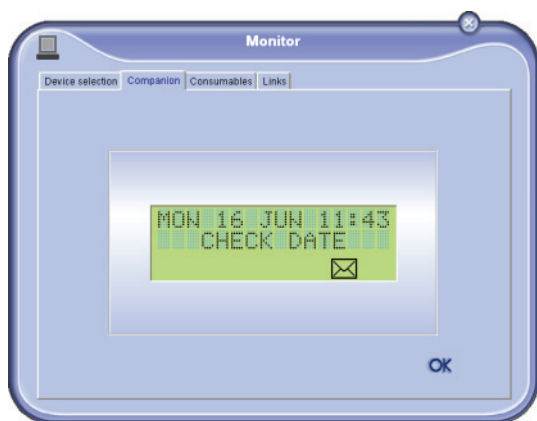 Monitor
Device selection Companion Consumables Links
MON 16 JUN 11:43
CHECK DATE
OK